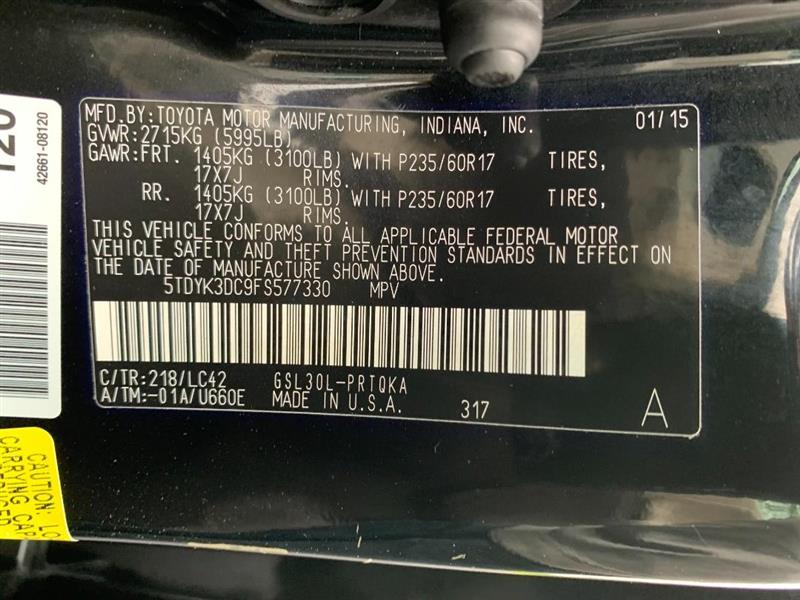 MFD.BY:TOYOTA MOTOR MANUFACTURING, INDIANA, INC. 01/15
GVWR:2715KG (5995LB)
GAWR:FRT. 1405KG (3100LB) WITH P235/60R17 TIRES,
17X7J RIMS.
RR. 1405KG (3100LB) WITH P235/60R17 TIRES,
17X7J RIMS.
THIS VEHICLE CONFORMS TO ALL APPLICABLE FEDERAL MOTOR
VEHICLE SAFETY AND THEFT PREVENTION STANDARDS IN EFFECT ON
THE DATE OF MANUFACTURE SHOWN ABOVE.
5TDYK3DC9FS577330 MPV
C/TR:218/LC42 GSL30L-PRTQKA
A/TM:-01A/U660E MADE IN U.S.A. 317 A
42661-08120
CAUTION:
CARRYING